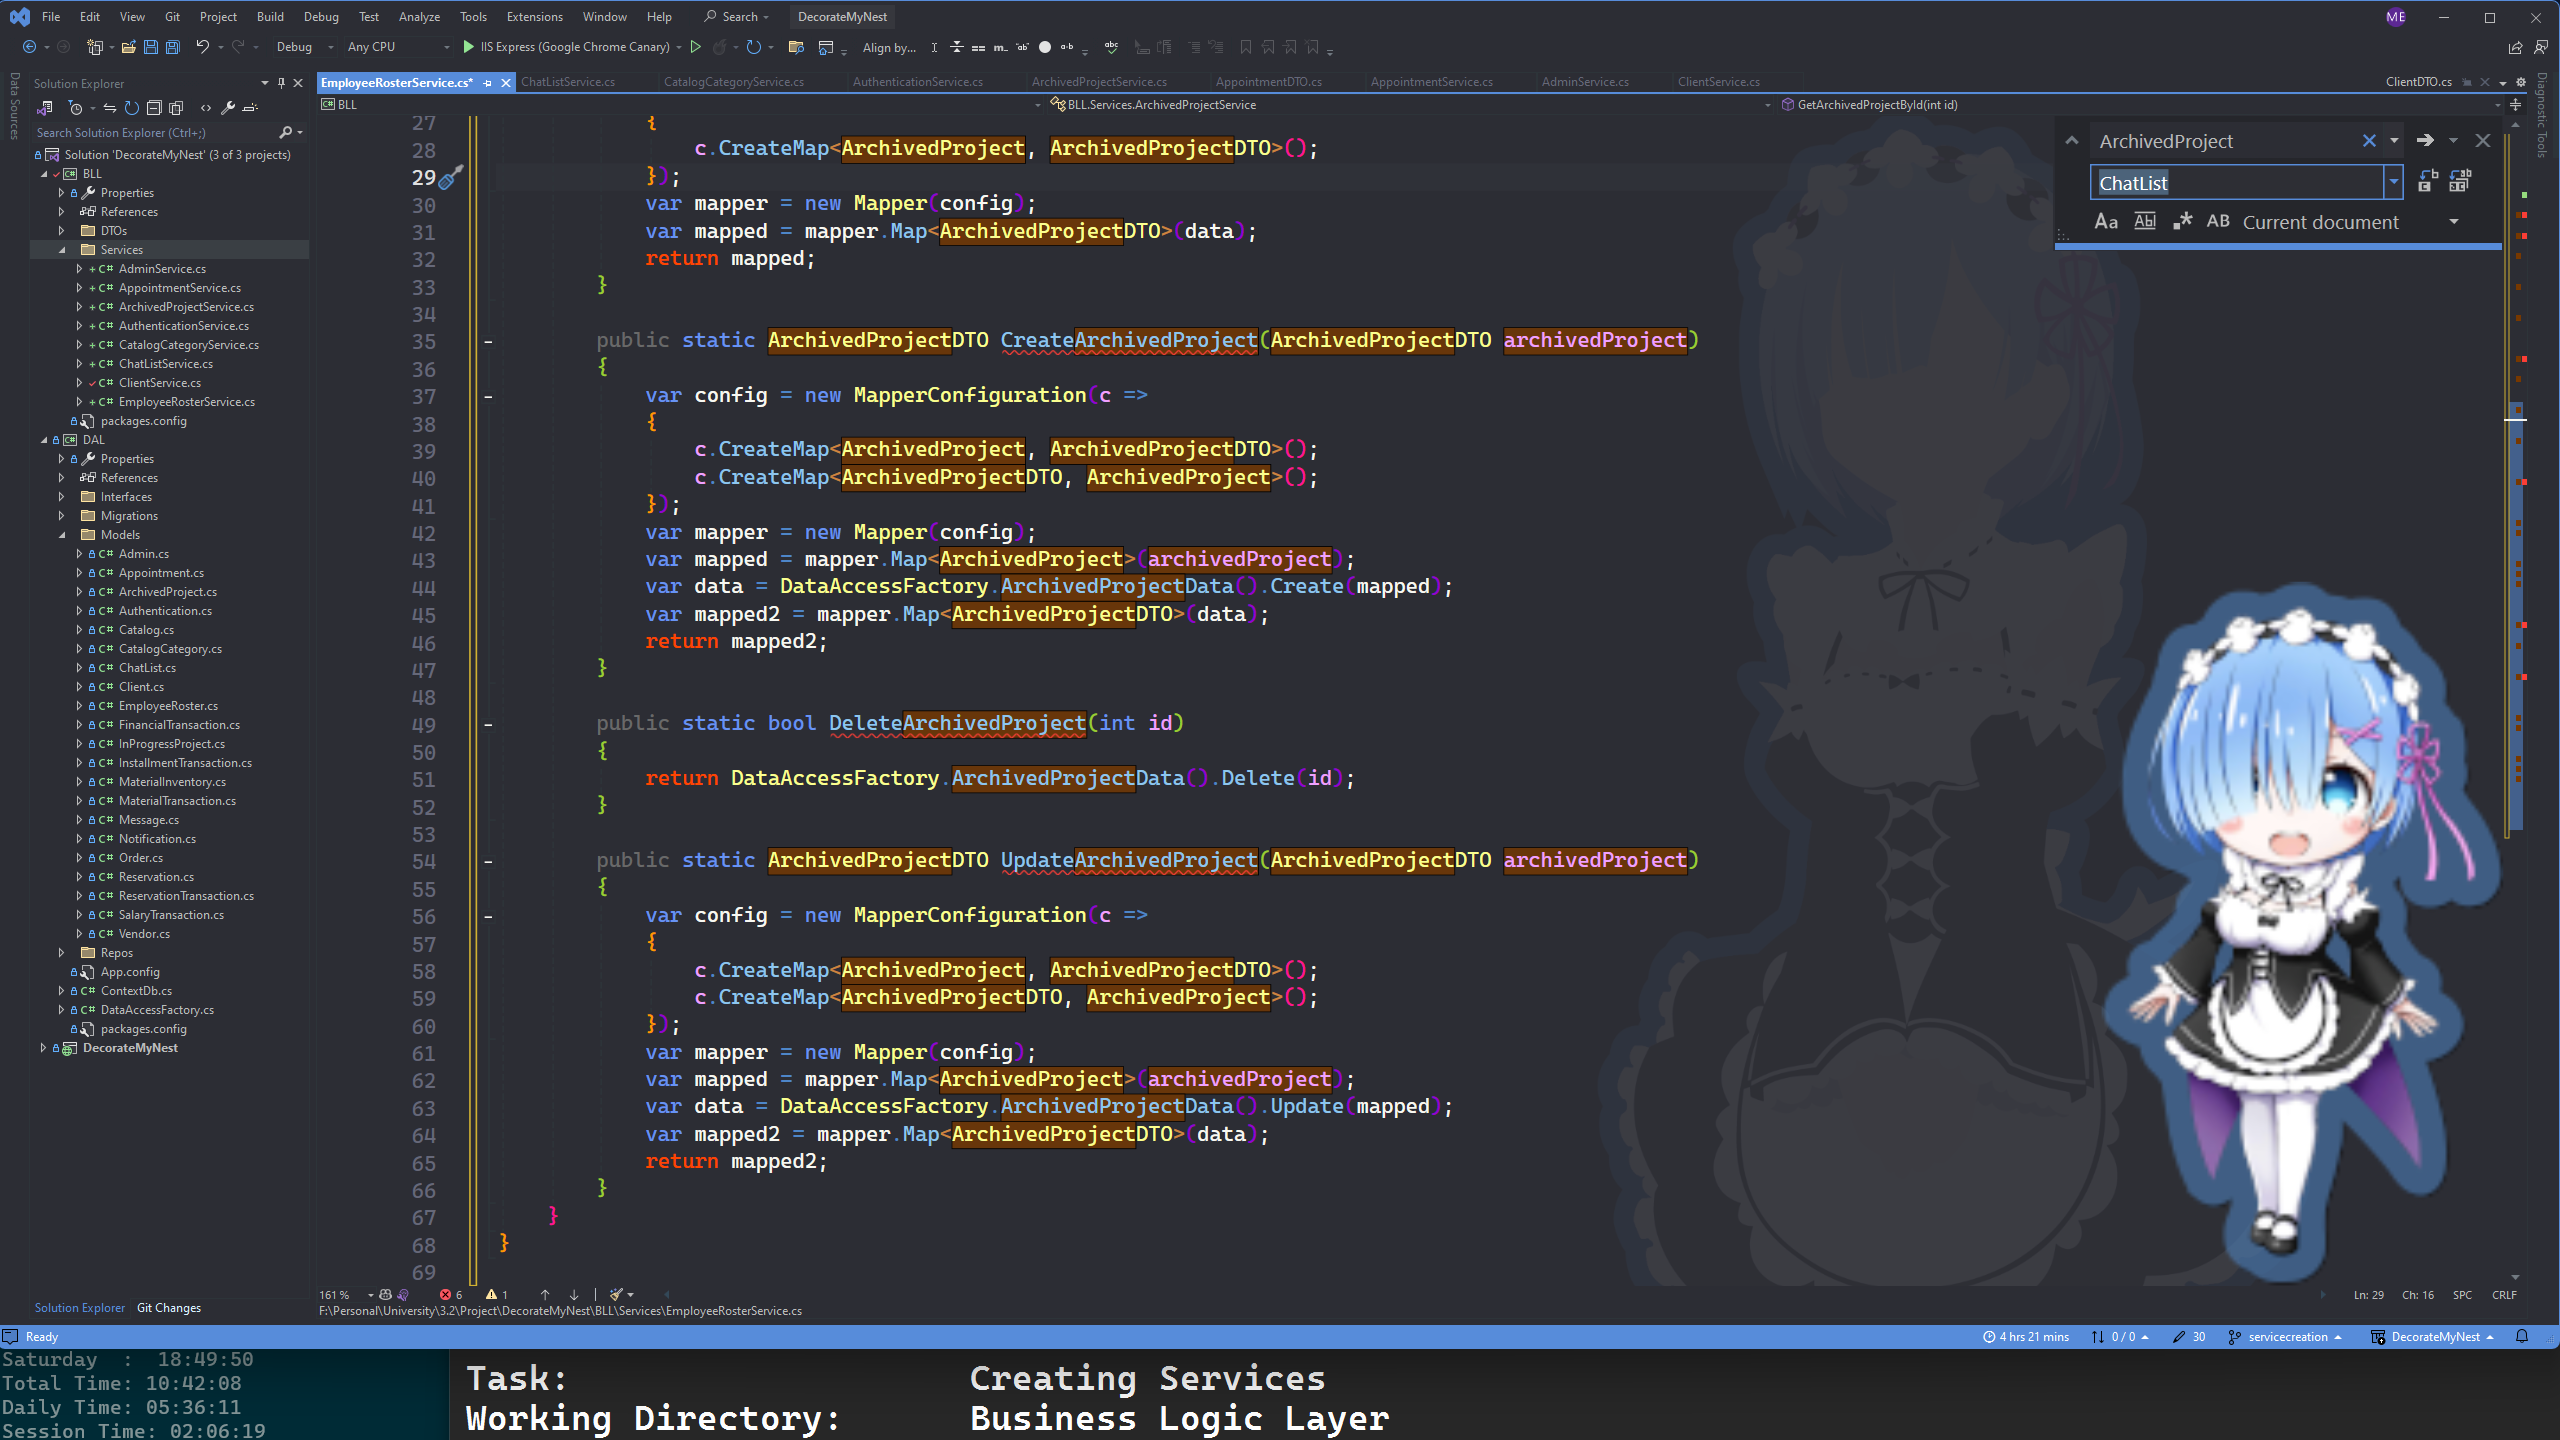 File Edit View Git Project Build Debug Test Analyze Tools Extensions Window Help Search DecorateMyNest ME
Debug Any CPU IIS Express (Google Chrome Canary) Align by...
Data Sources
Solution Explorer
Search Solution Explorer (Ctrl+;)
Solution 'DecorateMyNest' (3 of 3 projects)
BLL
Properties
References
DTOs
Services
AdminService.cs
AppointmentService.cs
ArchivedProjectService.cs
AuthenticationService.cs
CatalogCategoryService.cs
ChatListService.cs
ClientService.cs
EmployeeRosterService.cs
packages.config
DAL
Properties
References
Interfaces
Migrations
Models
Admin.cs
Appointment.cs
ArchivedProject.cs
Authentication.cs
Catalog.cs
CatalogCategory.cs
ChatList.cs
Client.cs
EmployeeRoster.cs
FinancialTransaction.cs
InProgressProject.cs
InstallmentTransaction.cs
MaterialInventory.cs
MaterialTransaction.cs
Message.cs
Notification.cs
Order.cs
Reservation.cs
ReservationTransaction.cs
SalaryTransaction.cs
Vendor.cs
Repos
App.config
ContextDb.cs
DataAccessFactory.cs
packages.config
DecorateMyNest
Solution Explorer Git Changes
EmployeeRosterService.cs* ChatListService.cs CatalogCategoryService.cs AuthenticationService.cs ArchivedProjectService.cs AppointmentDTO.cs AppointmentService.cs AdminService.cs ClientService.cs ClientDTO.cs
BLL BLL.Services.ArchivedProjectService GetArchivedProjectById(int id)
Diagnostic Tools
ArchivedProject
ChatList
Aa Abl .* AB Current document
27 {
28 c.CreateMap<ArchivedProject, ArchivedProjectDTO>();
29 });
30 var mapper = new Mapper(config);
31 var mapped = mapper.Map<ArchivedProjectDTO>(data);
32 return mapped;
33 }
34
35 public static ArchivedProjectDTO CreateArchivedProject(ArchivedProjectDTO archivedProject)
36 {
37 var config = new MapperConfiguration(c =>
38 {
39 c.CreateMap<ArchivedProject, ArchivedProjectDTO>();
40 c.CreateMap<ArchivedProjectDTO, ArchivedProject>();
41 });
42 var mapper = new Mapper(config);
43 var mapped = mapper.Map<ArchivedProject>(archivedProject);
44 var data = DataAccessFactory.ArchivedProjectData().Create(mapped);
45 var mapped2 = mapper.Map<ArchivedProjectDTO>(data);
46 return mapped2;
47 }
48
49 public static bool DeleteArchivedProject(int id)
50 {
51 return DataAccessFactory.ArchivedProjectData().Delete(id);
52 }
53
54 public static ArchivedProjectDTO UpdateArchivedProject(ArchivedProjectDTO archivedProject)
55 {
56 var config = new MapperConfiguration(c =>
57 {
58 c.CreateMap<ArchivedProject, ArchivedProjectDTO>();
59 c.CreateMap<ArchivedProjectDTO, ArchivedProject>();
60 });
61 var mapper = new Mapper(config);
62 var mapped = mapper.Map<ArchivedProject>(archivedProject);
63 var data = DataAccessFactory.ArchivedProjectData().Update(mapped);
64 var mapped2 = mapper.Map<ArchivedProjectDTO>(data);
65 return mapped2;
66 }
67 }
68 }
69
161 % 6 1 Ln: 29 Ch: 16 SPC CRLF
F:\Personal\University\3.2\Project\DecorateMyNest\BLL\Services\EmployeeRosterService.cs
Ready 4 hrs 21 mins 0 / 0 30 servicecreation DecorateMyNest
Saturday : 18:49:50
Total Time: 10:42:08
Daily Time: 05:36:11
Session Time: 02:06:19
Task: Creating Services
Working Directory: Business Logic Layer